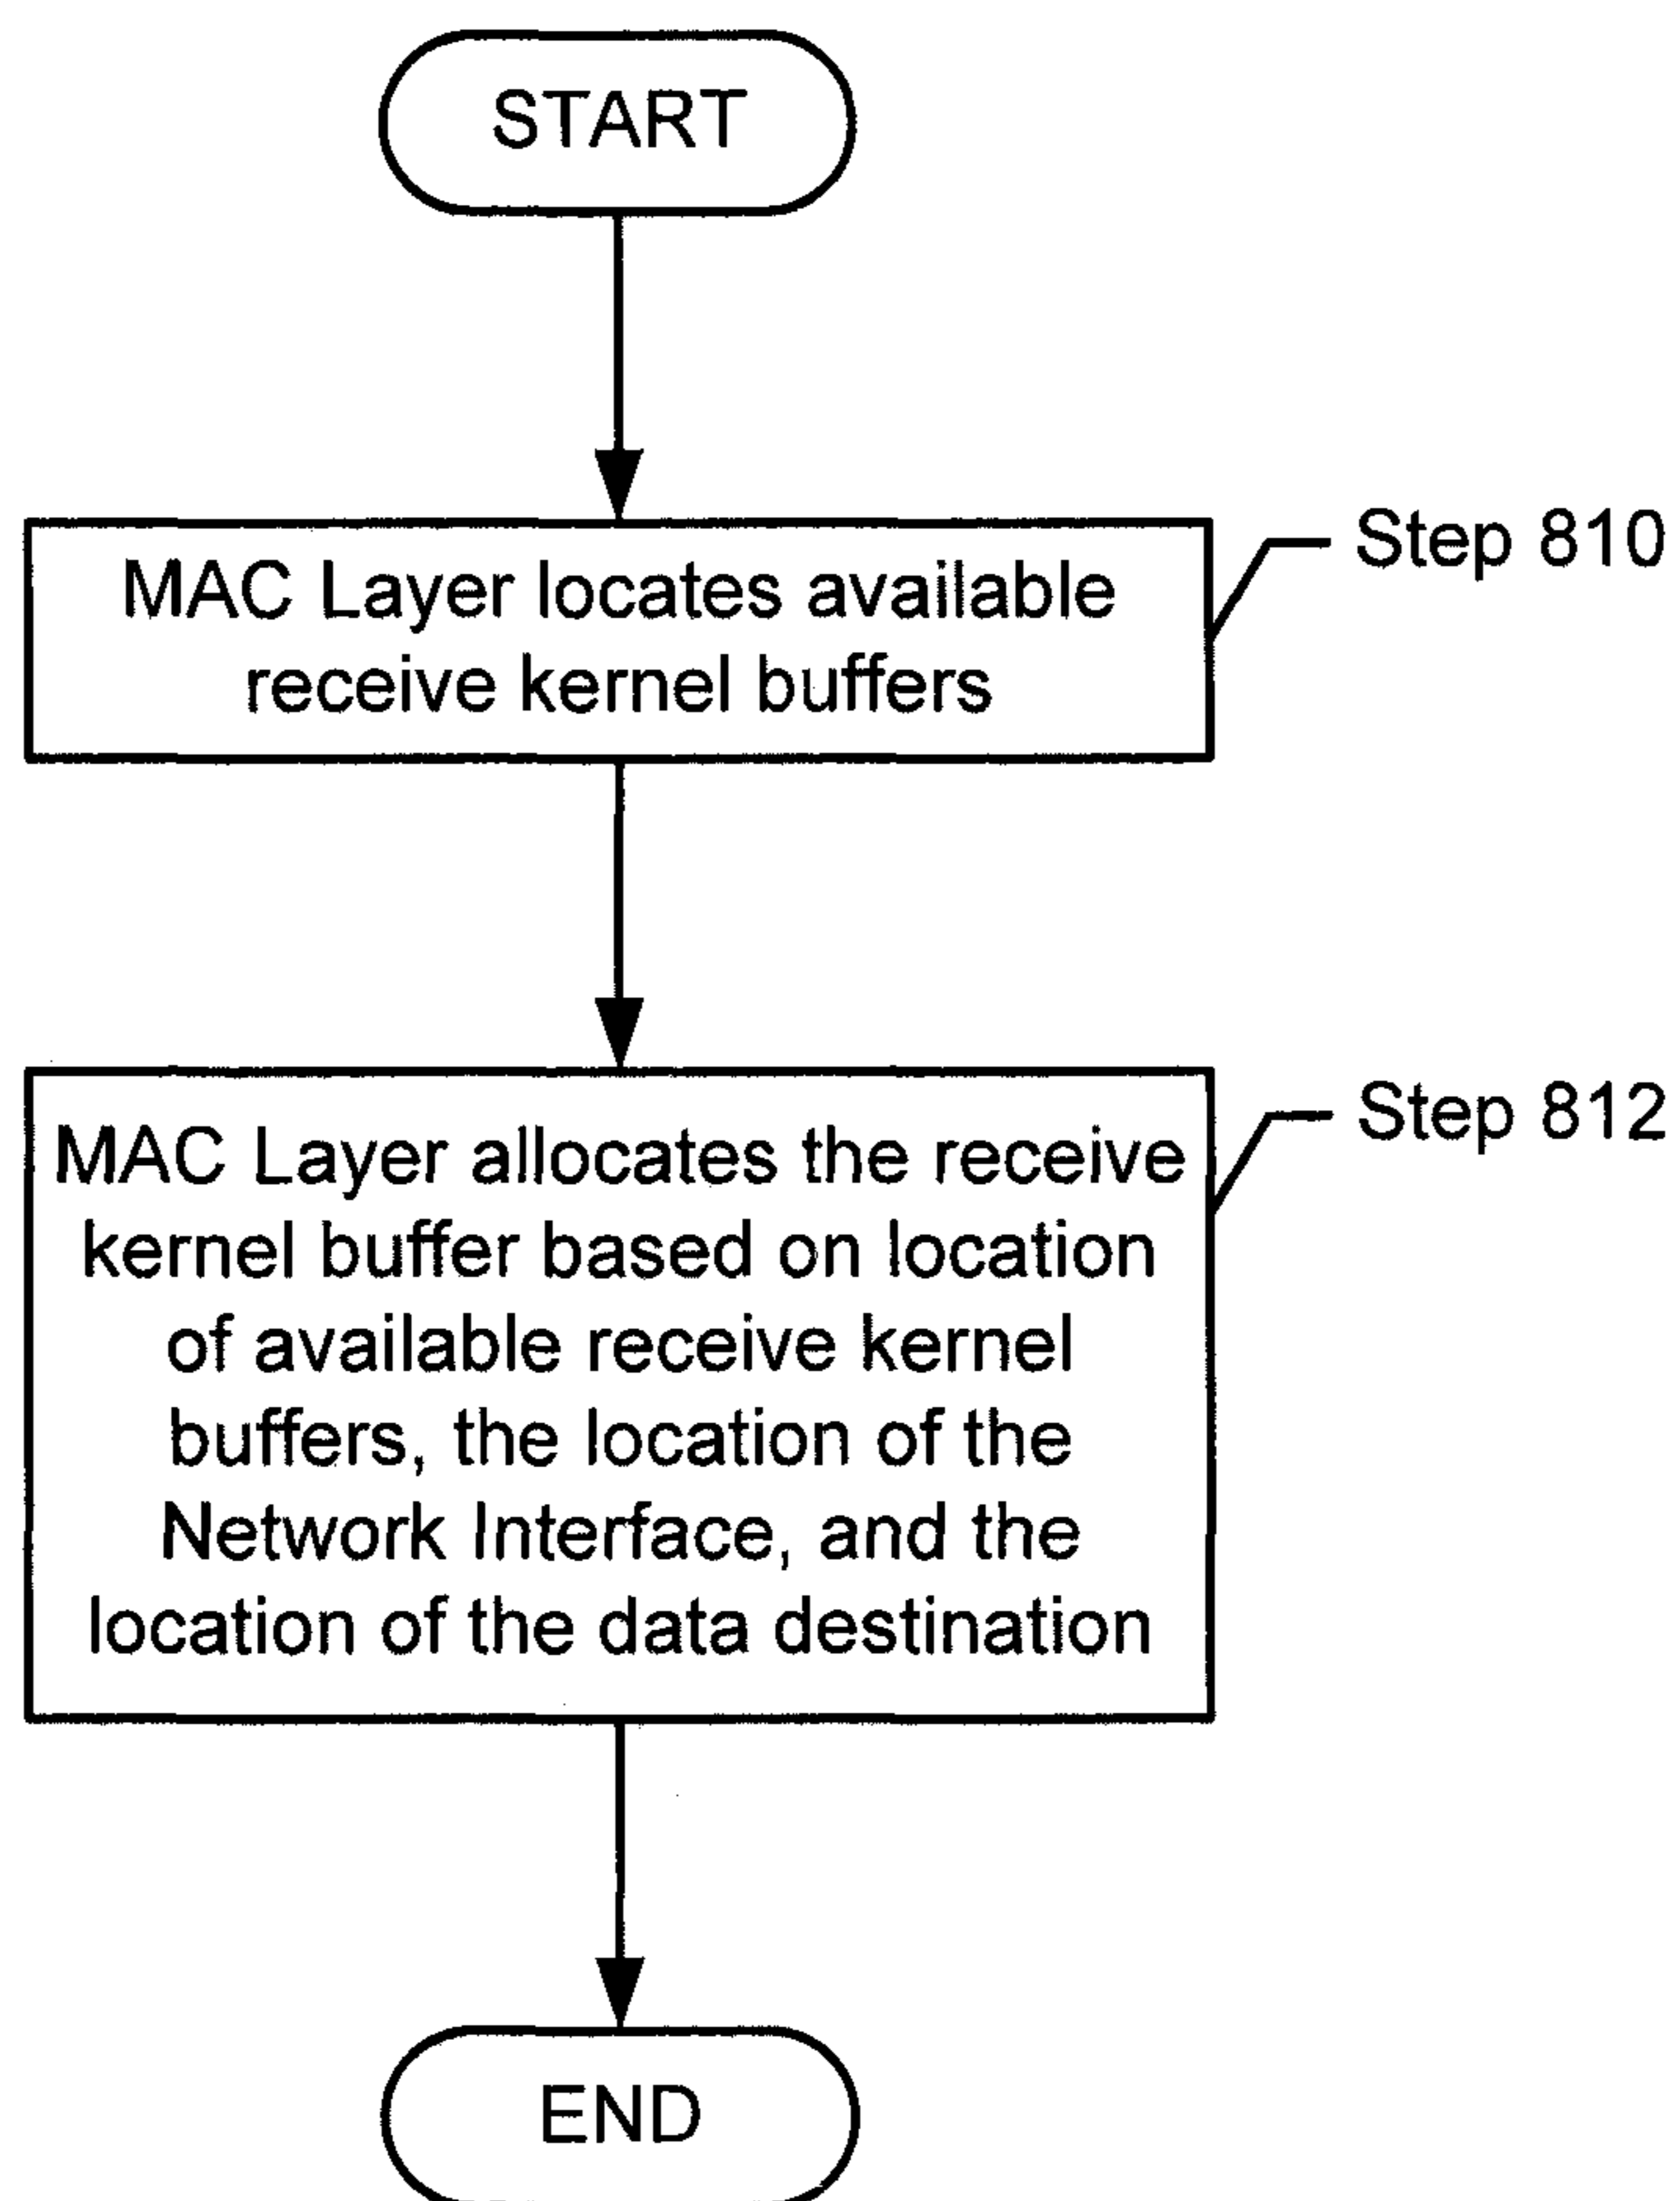 START
MAC Layer locates available
receive kernel buffers
Step 810
MAC Layer allocates the receive
kernel buffer based on location
of available receive kernel
buffers, the location of the
Network Interface, and the
location of the data destination
Step 812
END